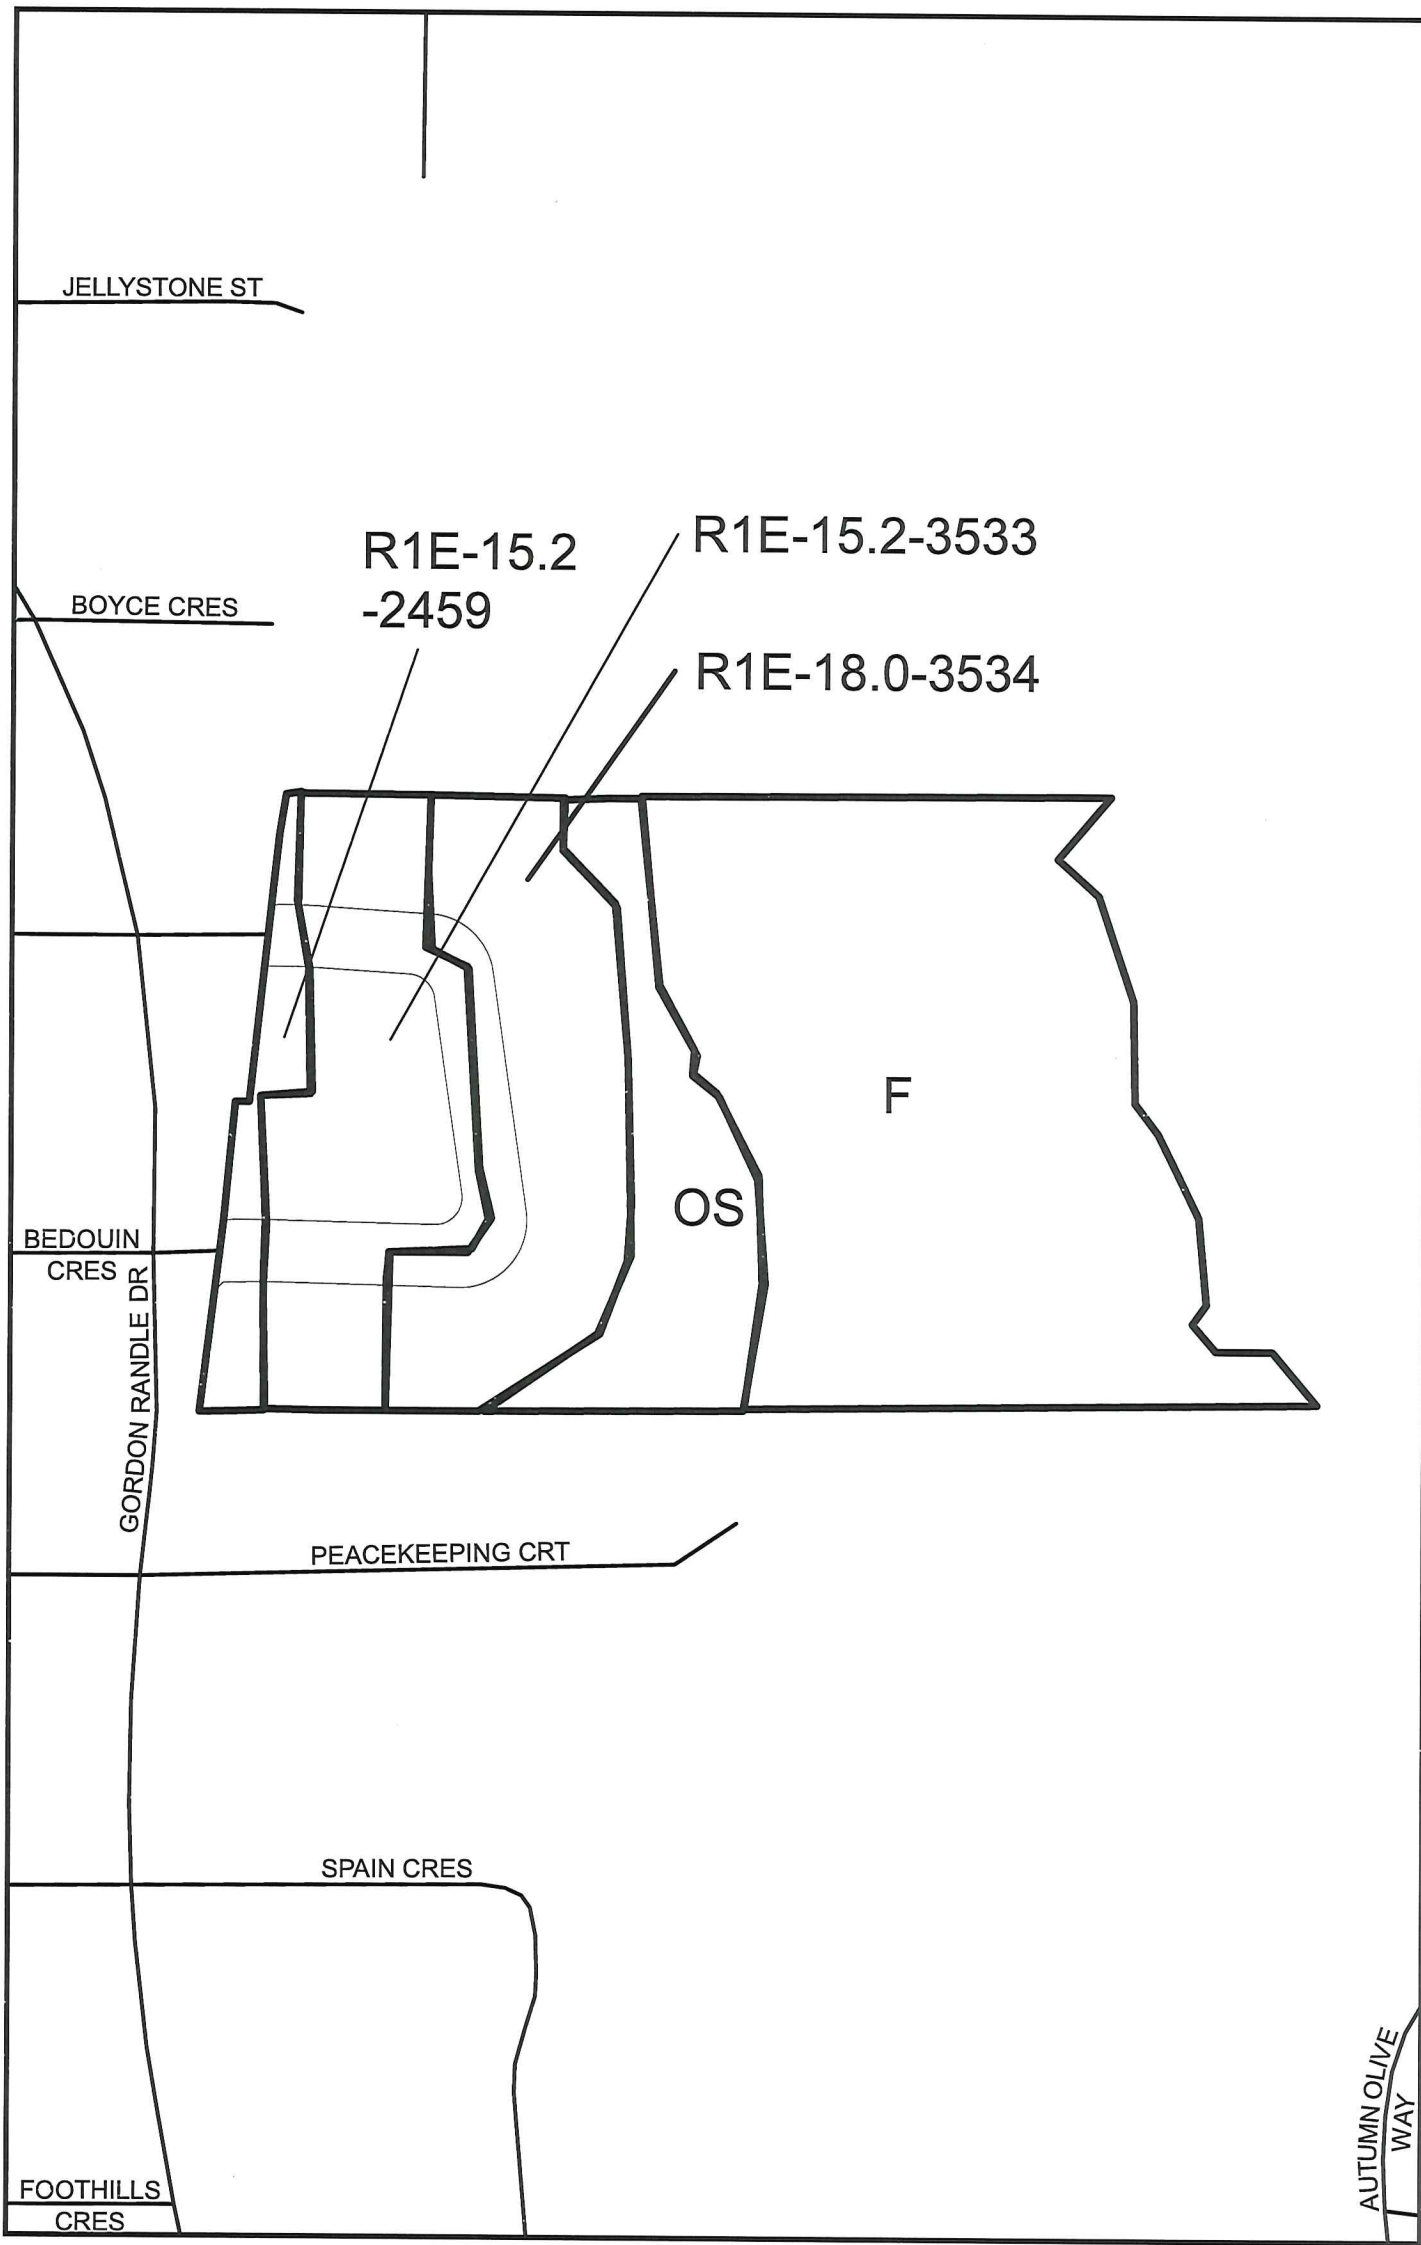 JELLYSTONE ST
R1E-15.2
-2459
R1E-15.2-3533
BOYCE CRES
R1E-18.0-3534
F
OS
BEDOUIN
CRES
GORDON RANDLE DR
PEACEKEEPING CRT
SPAIN CRES
AUTUMN OLIVE
WAY
FOOTHILLS
CRES